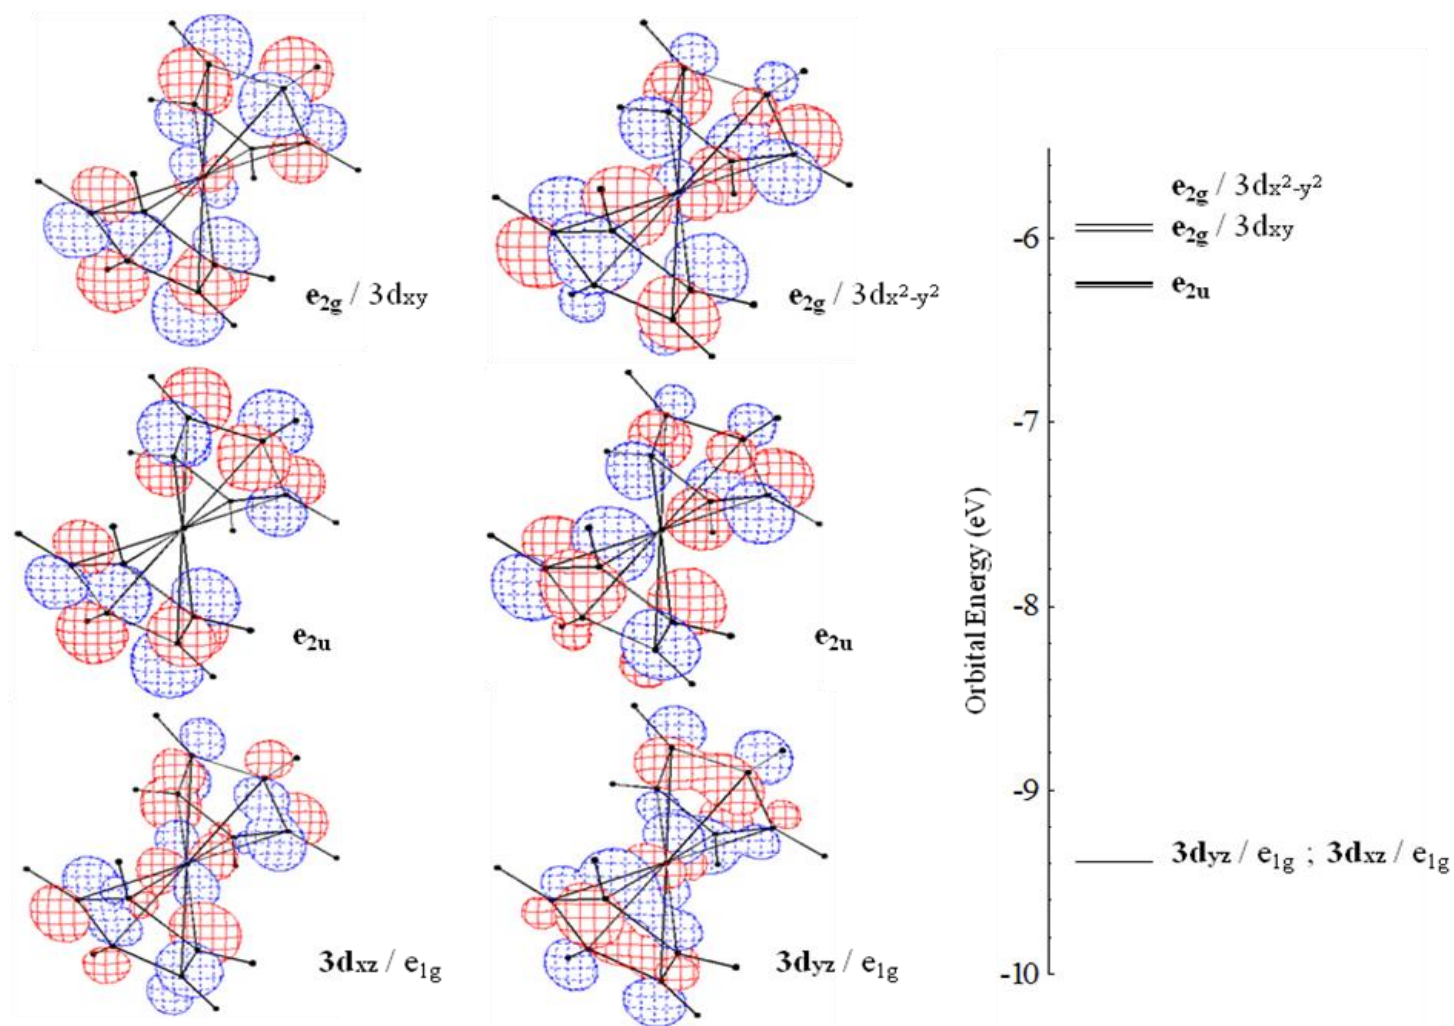 e₂g / 3dxy
e₂g / 3dx²-y²
e₂u
e₂u
3dxz / e₁g
3dyz / e₁g
Orbital Energy (eV)
-6
-7
-8
-9
-10
e₂g / 3dx²-y²
e₂g / 3dxy
e₂u
3dyz / e₁g ; 3dxz / e₁g